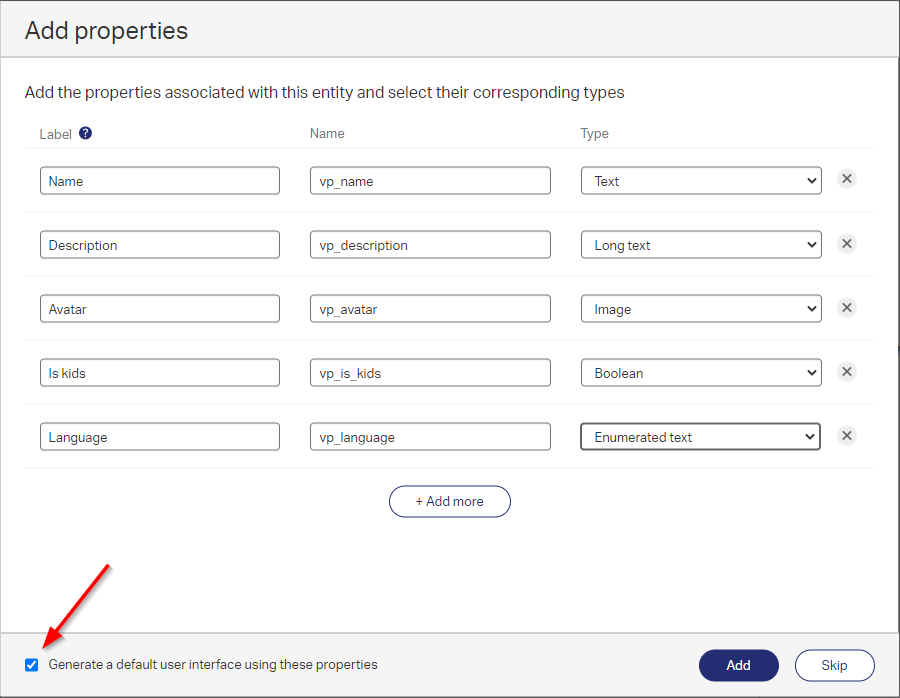 Add properties
Add the properties associated with this entity and select their corresponding types
Label ? Name Type
Name vp_name Text
Description vp_description Long text
Avatar vp_avatar Image
Is kids vp_is_kids Boolean
Language vp_language Enumerated text
+ Add more
Generate a default user interface using these properties Add Skip